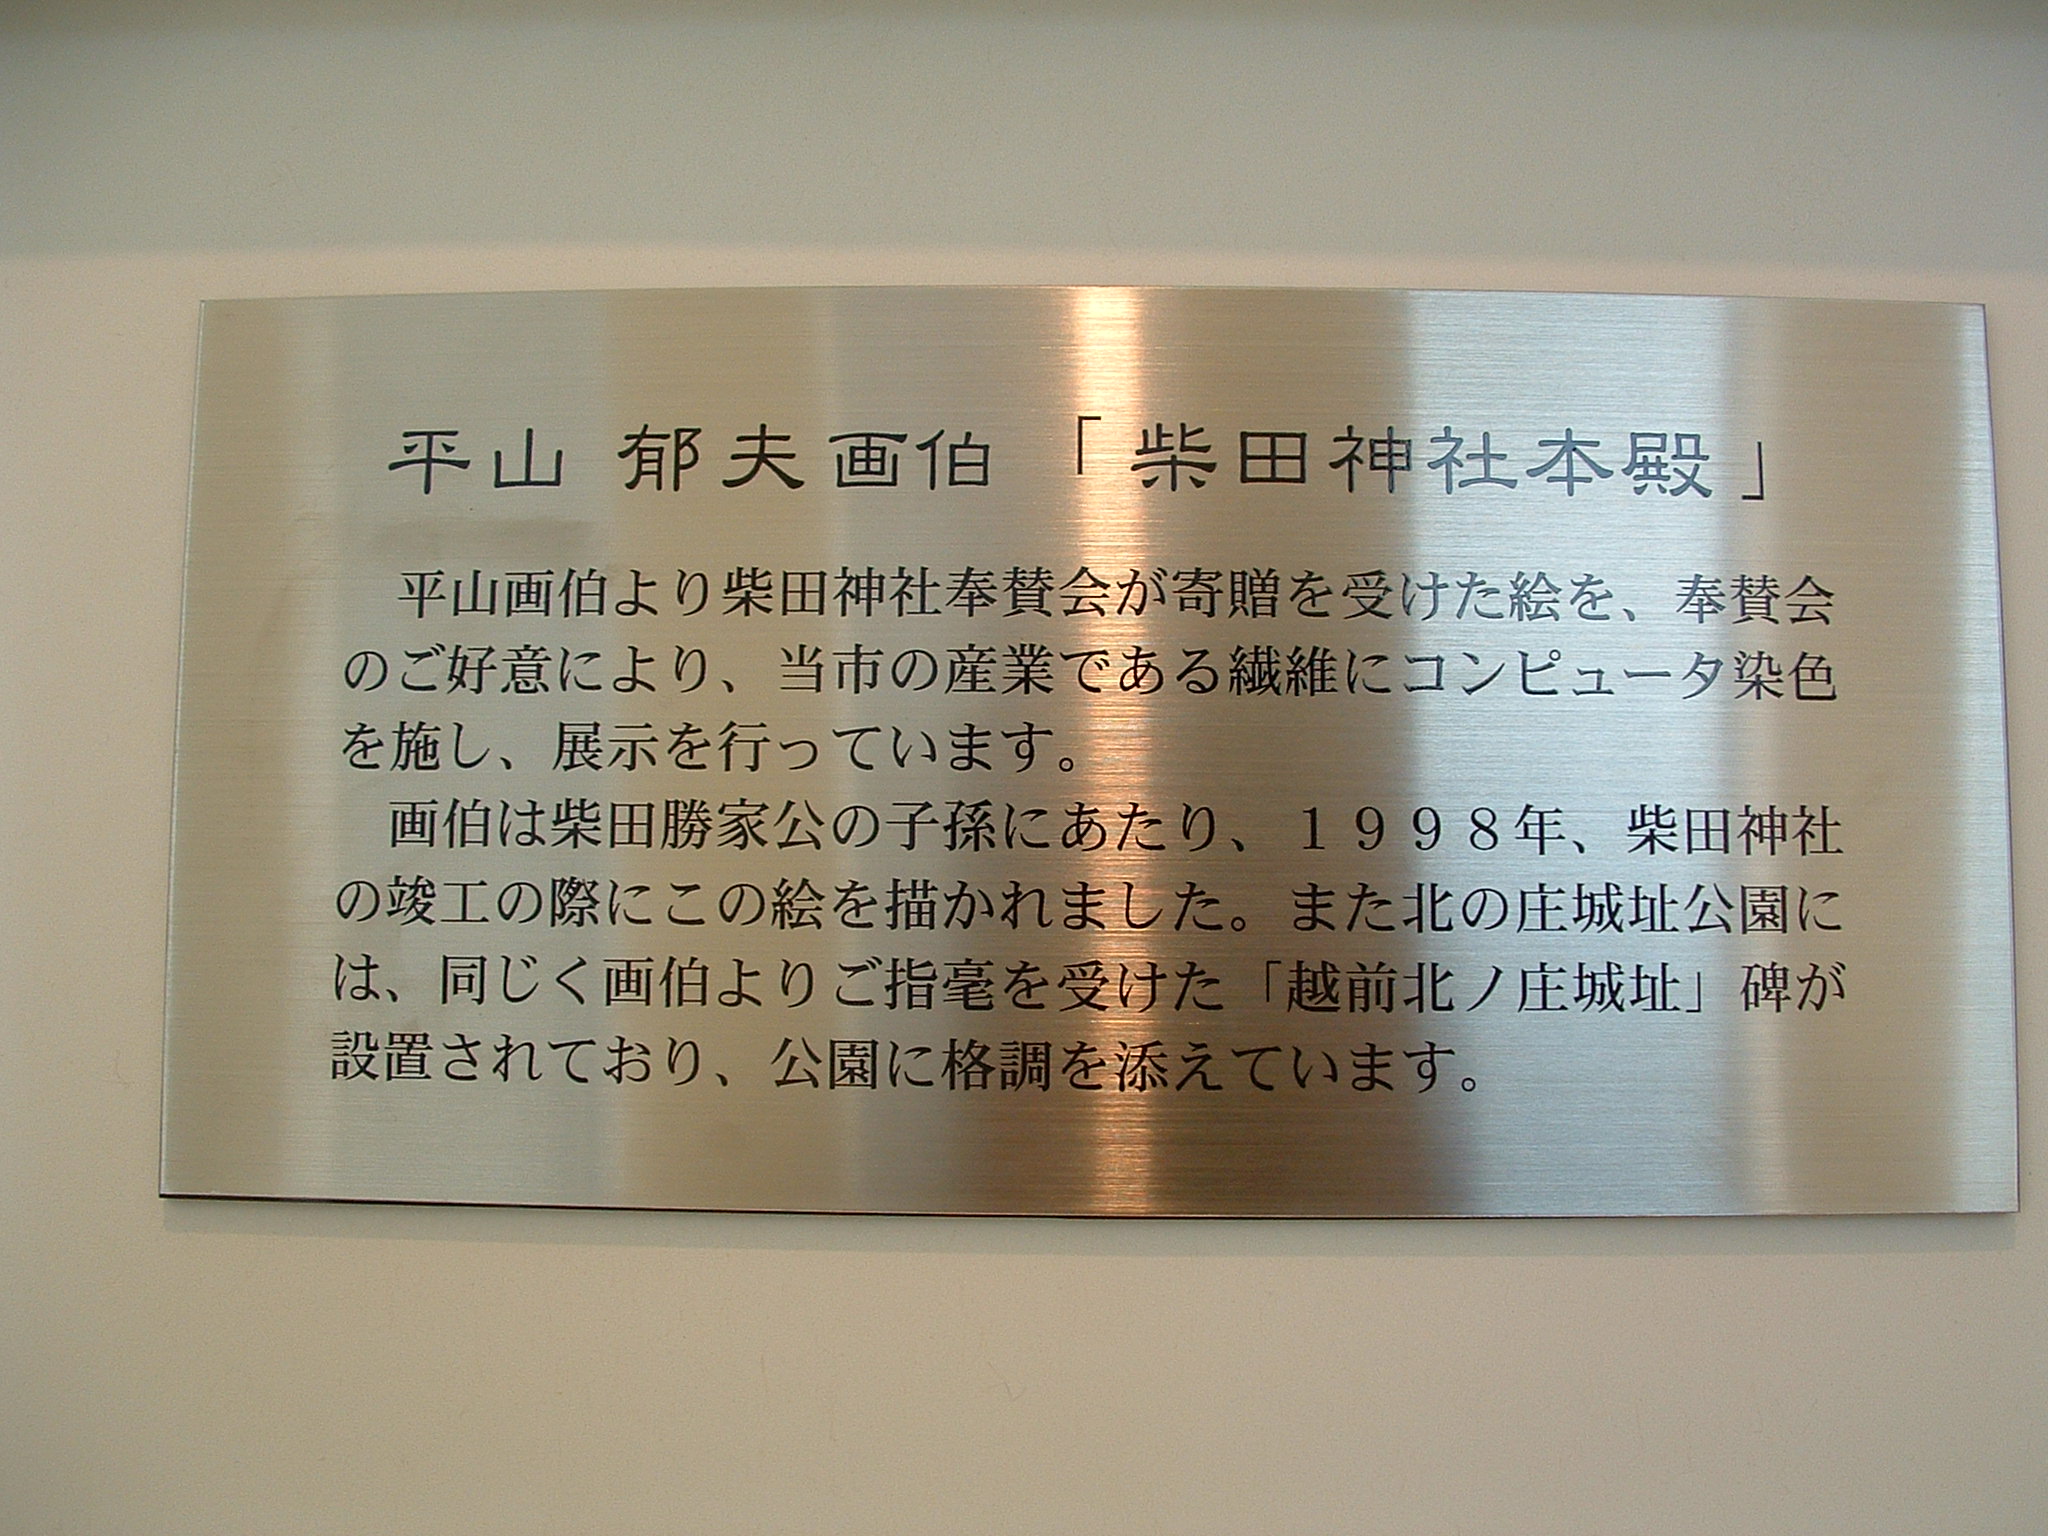 平山 郁夫画伯「柴田神社本殿」
平山画伯より柴田神社奉賛会が寄贈を受けた絵を、奉賛会
のご好意により、当市の産業である繊維にコンピュータ染色
を施し、展示を行っています。
画伯は柴田勝家公の子孫にあたり、1998年、柴田神社
の竣工の際にこの絵を描かれました。また北の庄城址公園に
は、同じく画伯よりご指毫を受けた「越前北ノ庄城址」碑が
設置されており、公園に格調を添えています。